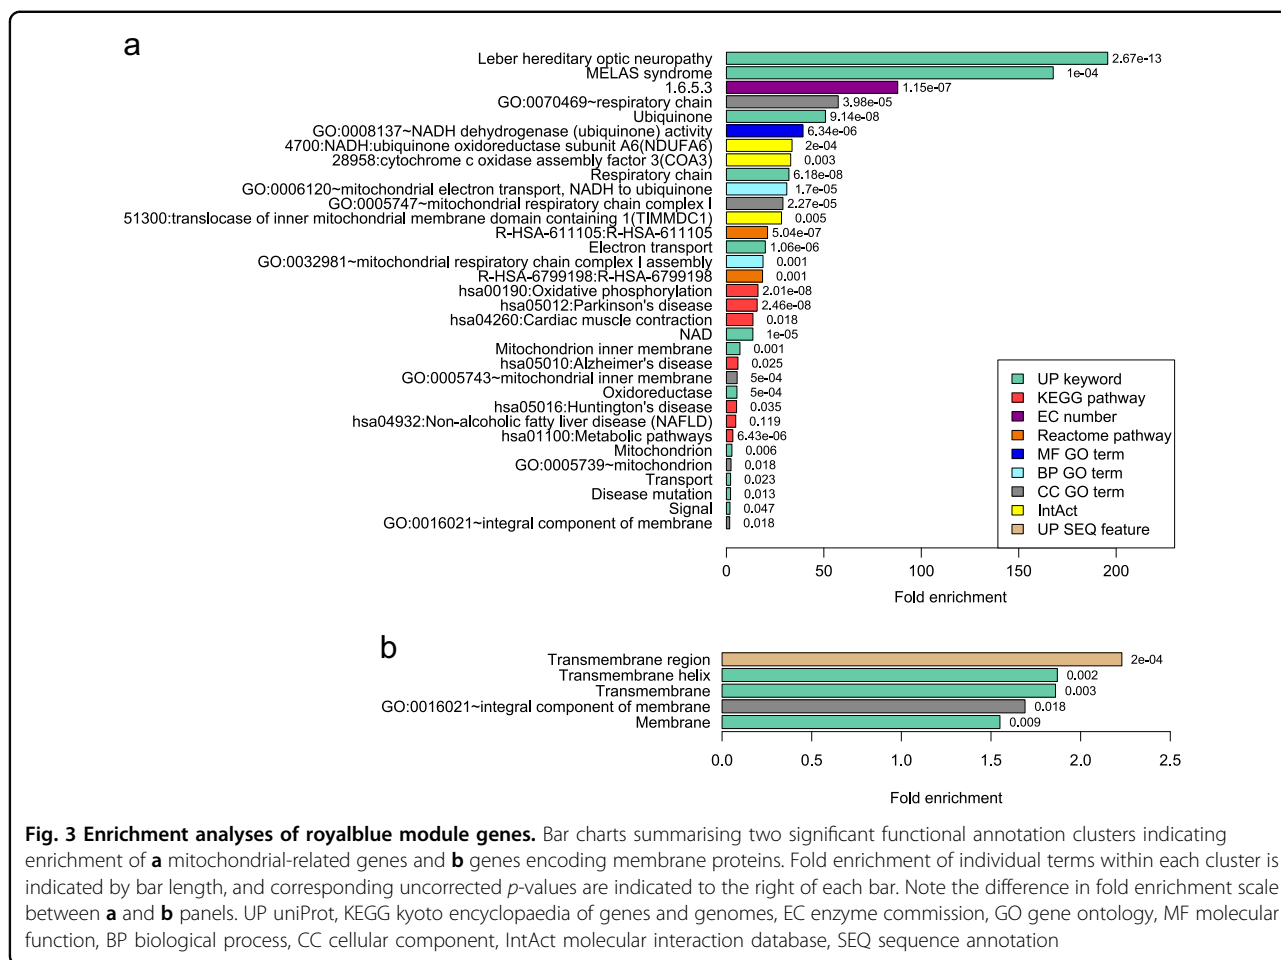 a
Leber hereditary optic neuropathy 2.67e-13
MELAS syndrome 1e-04
1.6.5.3 1.15e-07
GO:0070469~respiratory chain 3.98e-05
Ubiquinone 9.14e-08
GO:0008137~NADH dehydrogenase (ubiquinone) activity 6.34e-06
4700:NADH:ubiquinone oxidoreductase subunit A6(NDUFA6) 2e-04
28958:cytochrome c oxidase assembly factor 3(COA3) 0.003
Respiratory chain 6.18e-08
GO:0006120~mitochondrial electron transport, NADH to ubiquinone 1.7e-05
GO:0005747~mitochondrial respiratory chain complex I 2.27e-05
51300:translocase of inner mitochondrial membrane domain containing 1(TIMMDC1) 0.005
R-HSA-611105:R-HSA-611105 5.04e-07
Electron transport 1.06e-06
GO:0032981~mitochondrial respiratory chain complex I assembly 0.001
R-HSA-6799198:R-HSA-6799198 0.001
hsa00190:Oxidative phosphorylation 2.01e-08
hsa05012:Parkinson's disease 2.46e-08
hsa04260:Cardiac muscle contraction 0.018
NAD 1e-05
Mitochondrion inner membrane 0.001
hsa05010:Alzheimer's disease 0.025
GO:0005743~mitochondrial inner membrane 5e-04
Oxidoreductase 5e-04
hsa05016:Huntington's disease 0.035
hsa04932:Non-alcoholic fatty liver disease (NAFLD) 0.119
hsa01100:Metabolic pathways 6.43e-06
Mitochondrion 0.006
GO:0005739~mitochondrion 0.018
Transport 0.023
Disease mutation 0.013
Signal 0.047
GO:0016021~integral component of membrane 0.018
UP keyword
KEGG pathway
EC number
Reactome pathway
MF GO term
BP GO term
CC GO term
IntAct
UP SEQ feature
0 50 100 150 200
Fold enrichment
b
Transmembrane region 2e-04
Transmembrane helix 0.002
Transmembrane 0.003
GO:0016021~integral component of membrane 0.018
Membrane 0.009
0.0 0.5 1.0 1.5 2.0 2.5
Fold enrichment
Fig. 3 Enrichment analyses of royalblue module genes. Bar charts summarising two significant functional annotation clusters indicating
enrichment of a mitochondrial-related genes and b genes encoding membrane proteins. Fold enrichment of individual terms within each cluster is
indicated by bar length, and corresponding uncorrected p-values are indicated to the right of each bar. Note the difference in fold enrichment scale
between a and b panels. UP uniProt, KEGG kyoto encyclopaedia of genes and genomes, EC enzyme commission, GO gene ontology, MF molecular
function, BP biological process, CC cellular component, IntAct molecular interaction database, SEQ sequence annotation